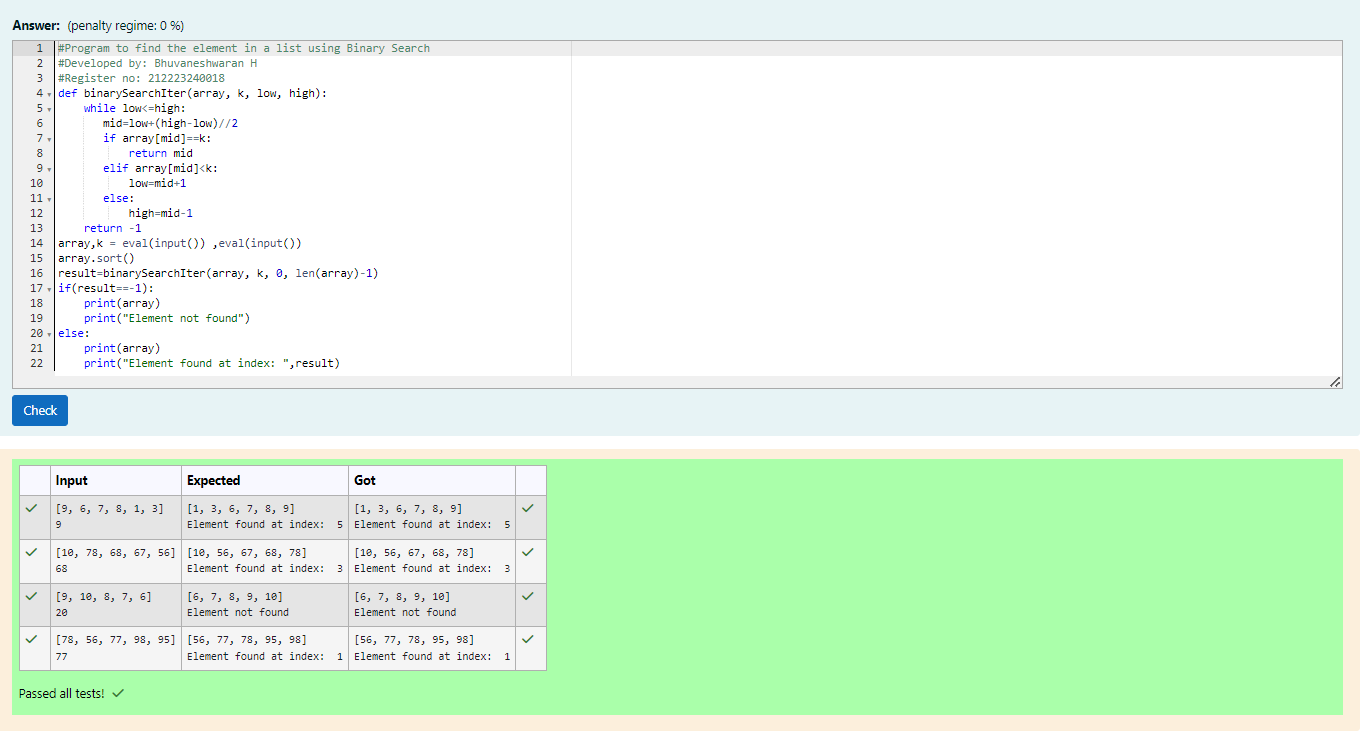 Answer: (penalty regime: 0 %)
1 #Program to find the element in a list using Binary Search
2 #Developed by: Bhuvaneshwaran H
3 #Register no: 212223240018
4 def binarySearchIter(array, k, low, high):
5     while low<=high:
6        mid=low+(high-low)//2
7        if array[mid]==k:
8            return mid
9        elif array[mid]<k:
10            low=mid+1
11        else:
12            high=mid-1
13     return -1
14 array,k = eval(input()) ,eval(input())
15 array.sort()
16 result=binarySearchIter(array, k, 0, len(array)-1)
17 if(result==-1):
18     print(array)
19     print("Element not found")
20 else:
21     print(array)
22     print("Element found at index: ",result)
Check
Input Expected Got
[9, 6, 7, 8, 1, 3] [1, 3, 6, 7, 8, 9] [1, 3, 6, 7, 8, 9]
9 Element found at index:  5 Element found at index:  5
[10, 78, 68, 67, 56] [10, 56, 67, 68, 78] [10, 56, 67, 68, 78]
68 Element found at index:  3 Element found at index:  3
[9, 10, 8, 7, 6] [6, 7, 8, 9, 10] [6, 7, 8, 9, 10]
20 Element not found Element not found
[78, 56, 77, 98, 95] [56, 77, 78, 95, 98] [56, 77, 78, 95, 98]
77 Element found at index:  1 Element found at index:  1
Passed all tests!